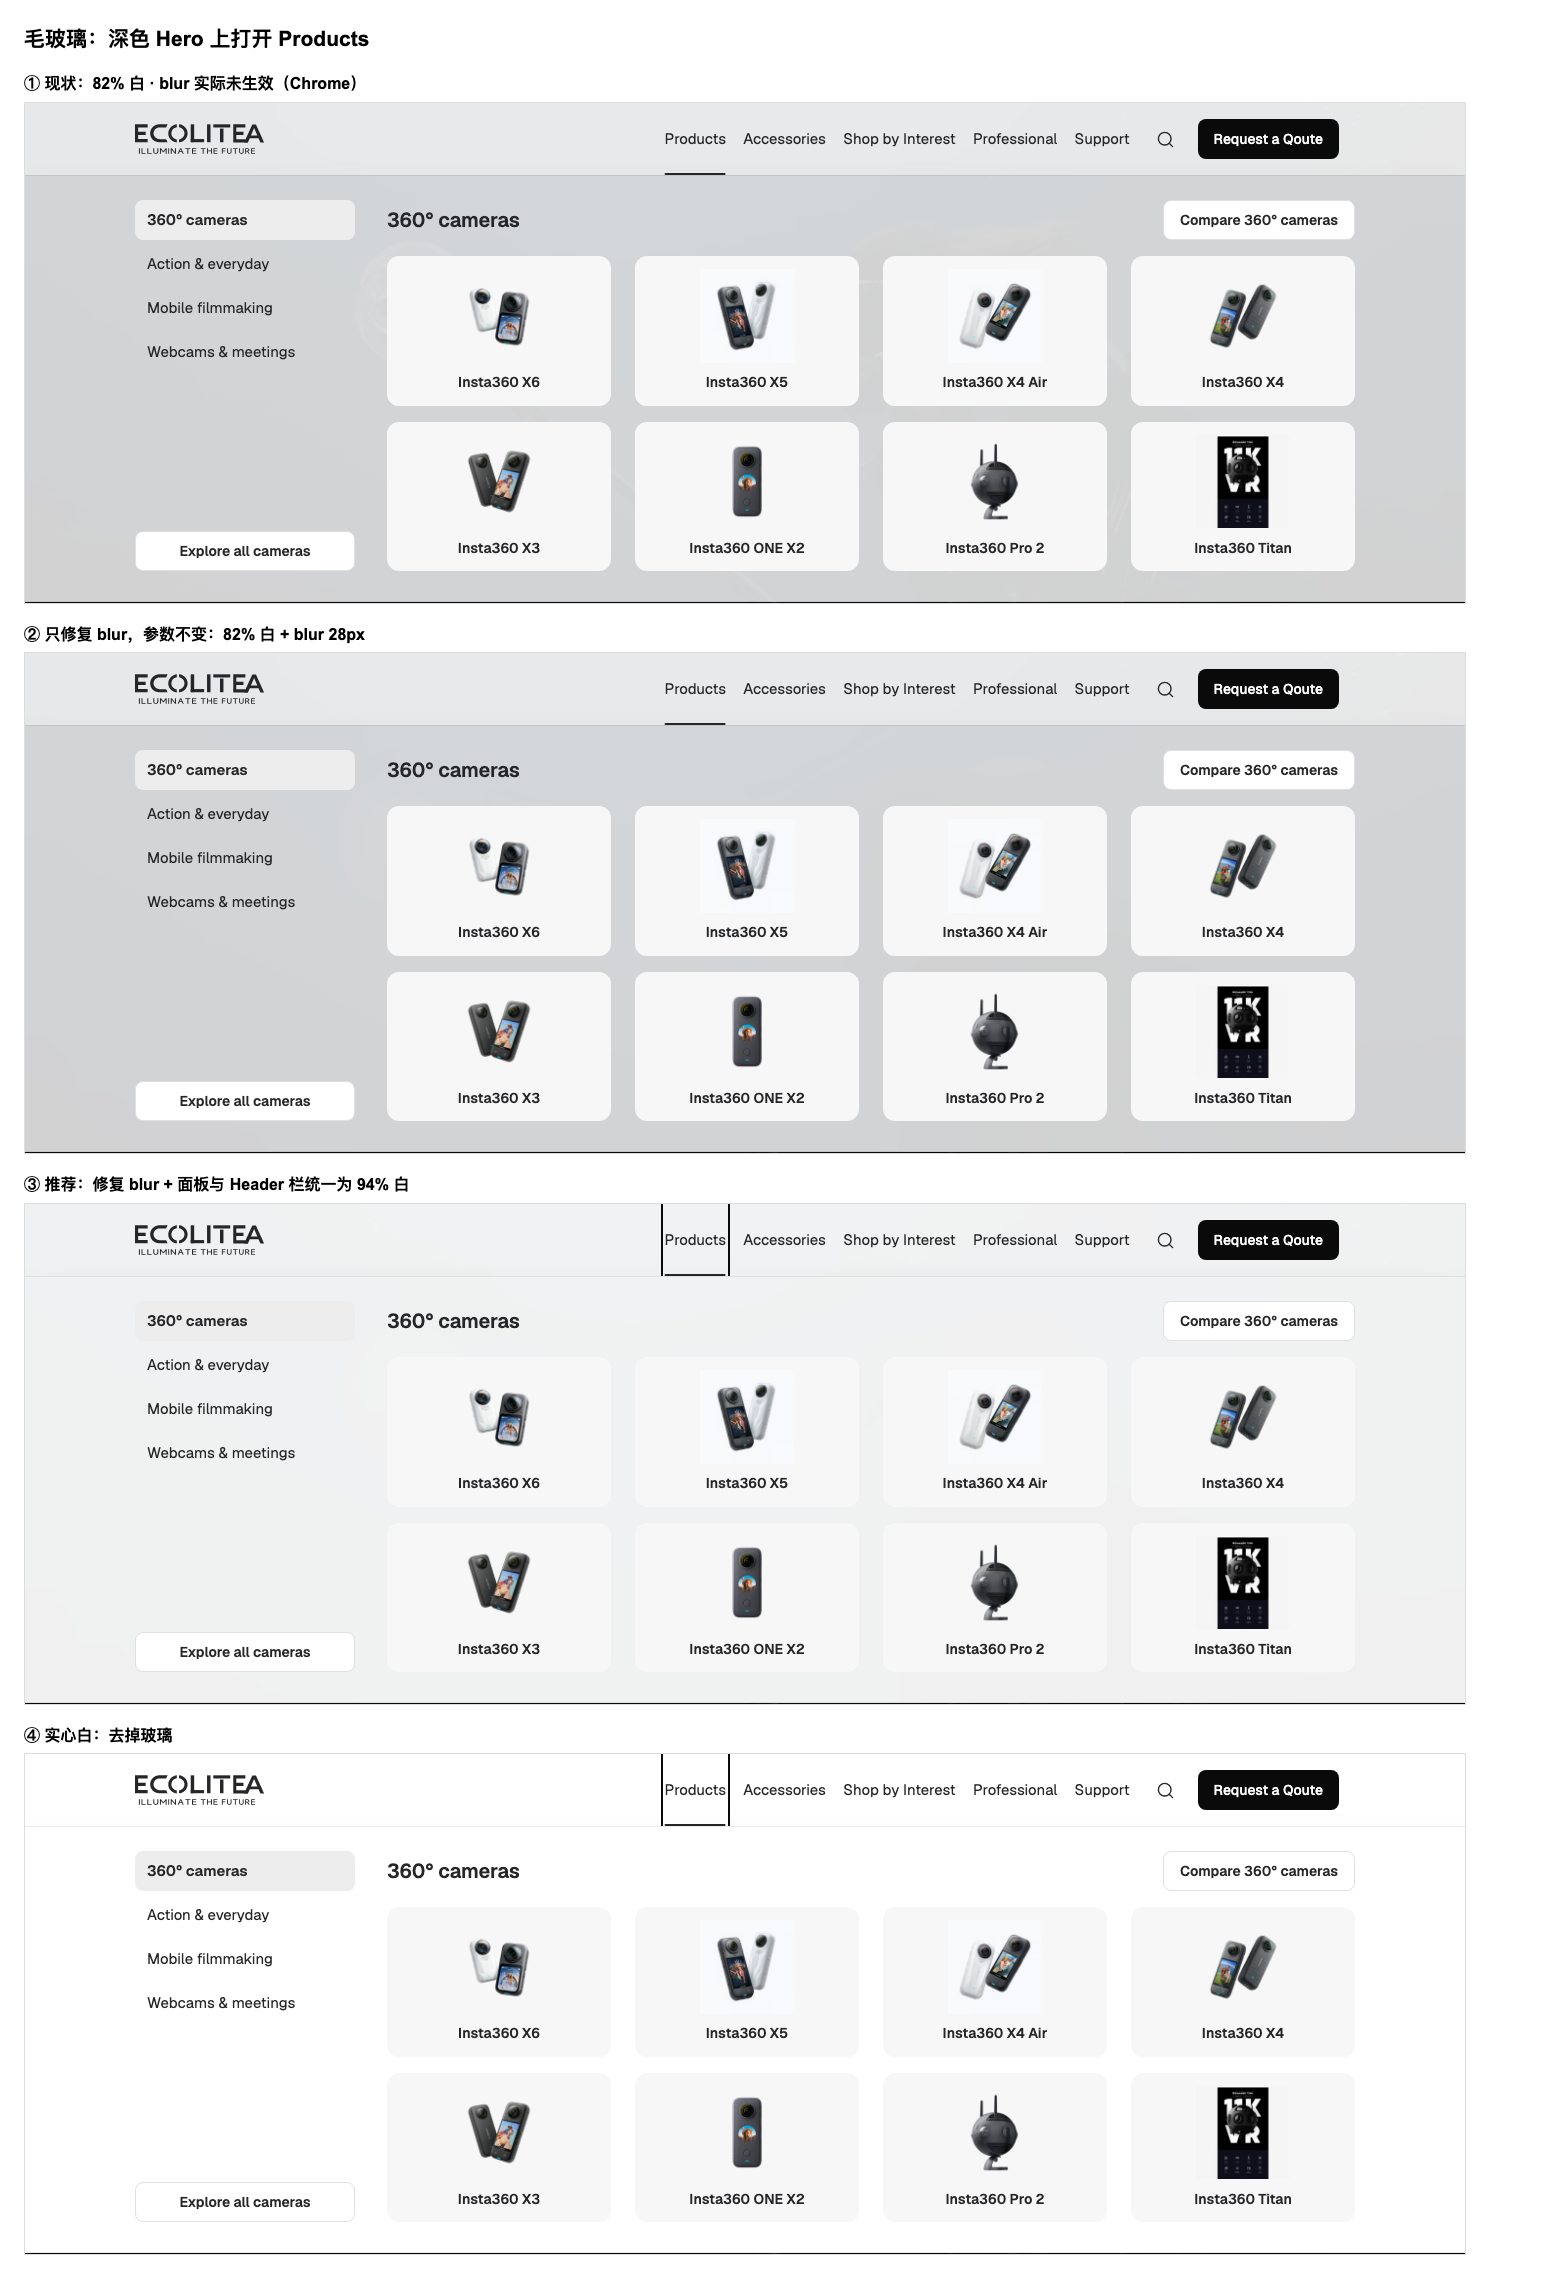 毛玻璃：深色 Hero 上打开 Products
① 现状：82% 白 · blur 实际未生效（Chrome）
ECOLITEA
ILLUMINATE THE FUTURE
Products Accessories Shop by Interest Professional Support Request a Qoute
360° cameras 360° cameras Compare 360° cameras
Action & everyday
Mobile filmmaking
Webcams & meetings
Insta360 X6 Insta360 X5 Insta360 X4 Air Insta360 X4
11K
VR
Explore all cameras
Insta360 X3 Insta360 ONE X2 Insta360 Pro 2 Insta360 Titan
② 只修复 blur，参数不变：82% 白 + blur 28px
ECOLITEA
ILLUMINATE THE FUTURE
Products Accessories Shop by Interest Professional Support Request a Qoute
360° cameras 360° cameras Compare 360° cameras
Action & everyday
Mobile filmmaking
Webcams & meetings
Insta360 X6 Insta360 X5 Insta360 X4 Air Insta360 X4
11K
VR
Explore all cameras
Insta360 X3 Insta360 ONE X2 Insta360 Pro 2 Insta360 Titan
③ 推荐：修复 blur + 面板与 Header 栏统一为 94% 白
ECOLITEA
ILLUMINATE THE FUTURE
Products Accessories Shop by Interest Professional Support Request a Qoute
360° cameras 360° cameras Compare 360° cameras
Action & everyday
Mobile filmmaking
Webcams & meetings
Insta360 X6 Insta360 X5 Insta360 X4 Air Insta360 X4
11K
VR
Explore all cameras
Insta360 X3 Insta360 ONE X2 Insta360 Pro 2 Insta360 Titan
④ 实心白：去掉玻璃
ECOLITEA
ILLUMINATE THE FUTURE
Products Accessories Shop by Interest Professional Support Request a Qoute
360° cameras 360° cameras Compare 360° cameras
Action & everyday
Mobile filmmaking
Webcams & meetings
Insta360 X6 Insta360 X5 Insta360 X4 Air Insta360 X4
11K
VR
Explore all cameras
Insta360 X3 Insta360 ONE X2 Insta360 Pro 2 Insta360 Titan